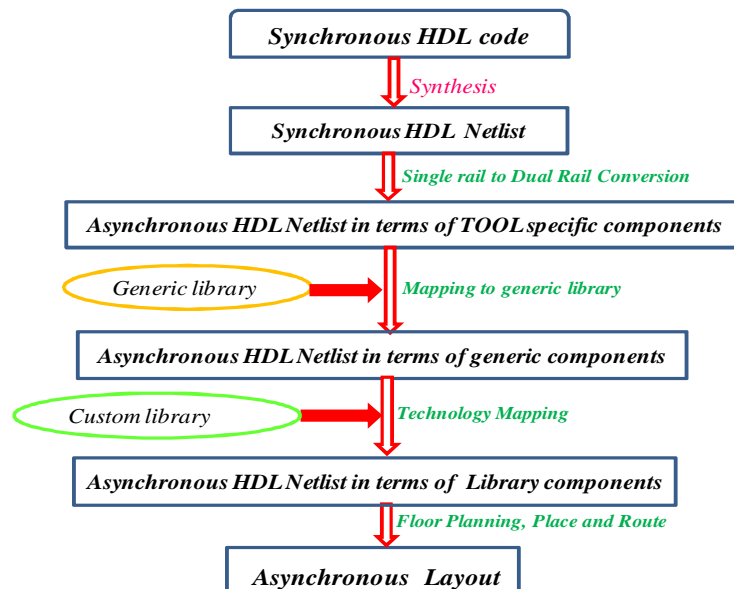 Synchronous HDL code
Synthesis
Synchronous HDL Netlist
Single rail to Dual Rail Conversion
Asynchronous HDL Netlist in terms of TOOL specific components
Generic library
Mapping to generic library
Asynchronous HDL Netlist in terms of generic components
Custom library
Technology Mapping
Asynchronous HDL Netlist in terms of Library components
Floor Planning, Place and Route
Asynchronous Layout